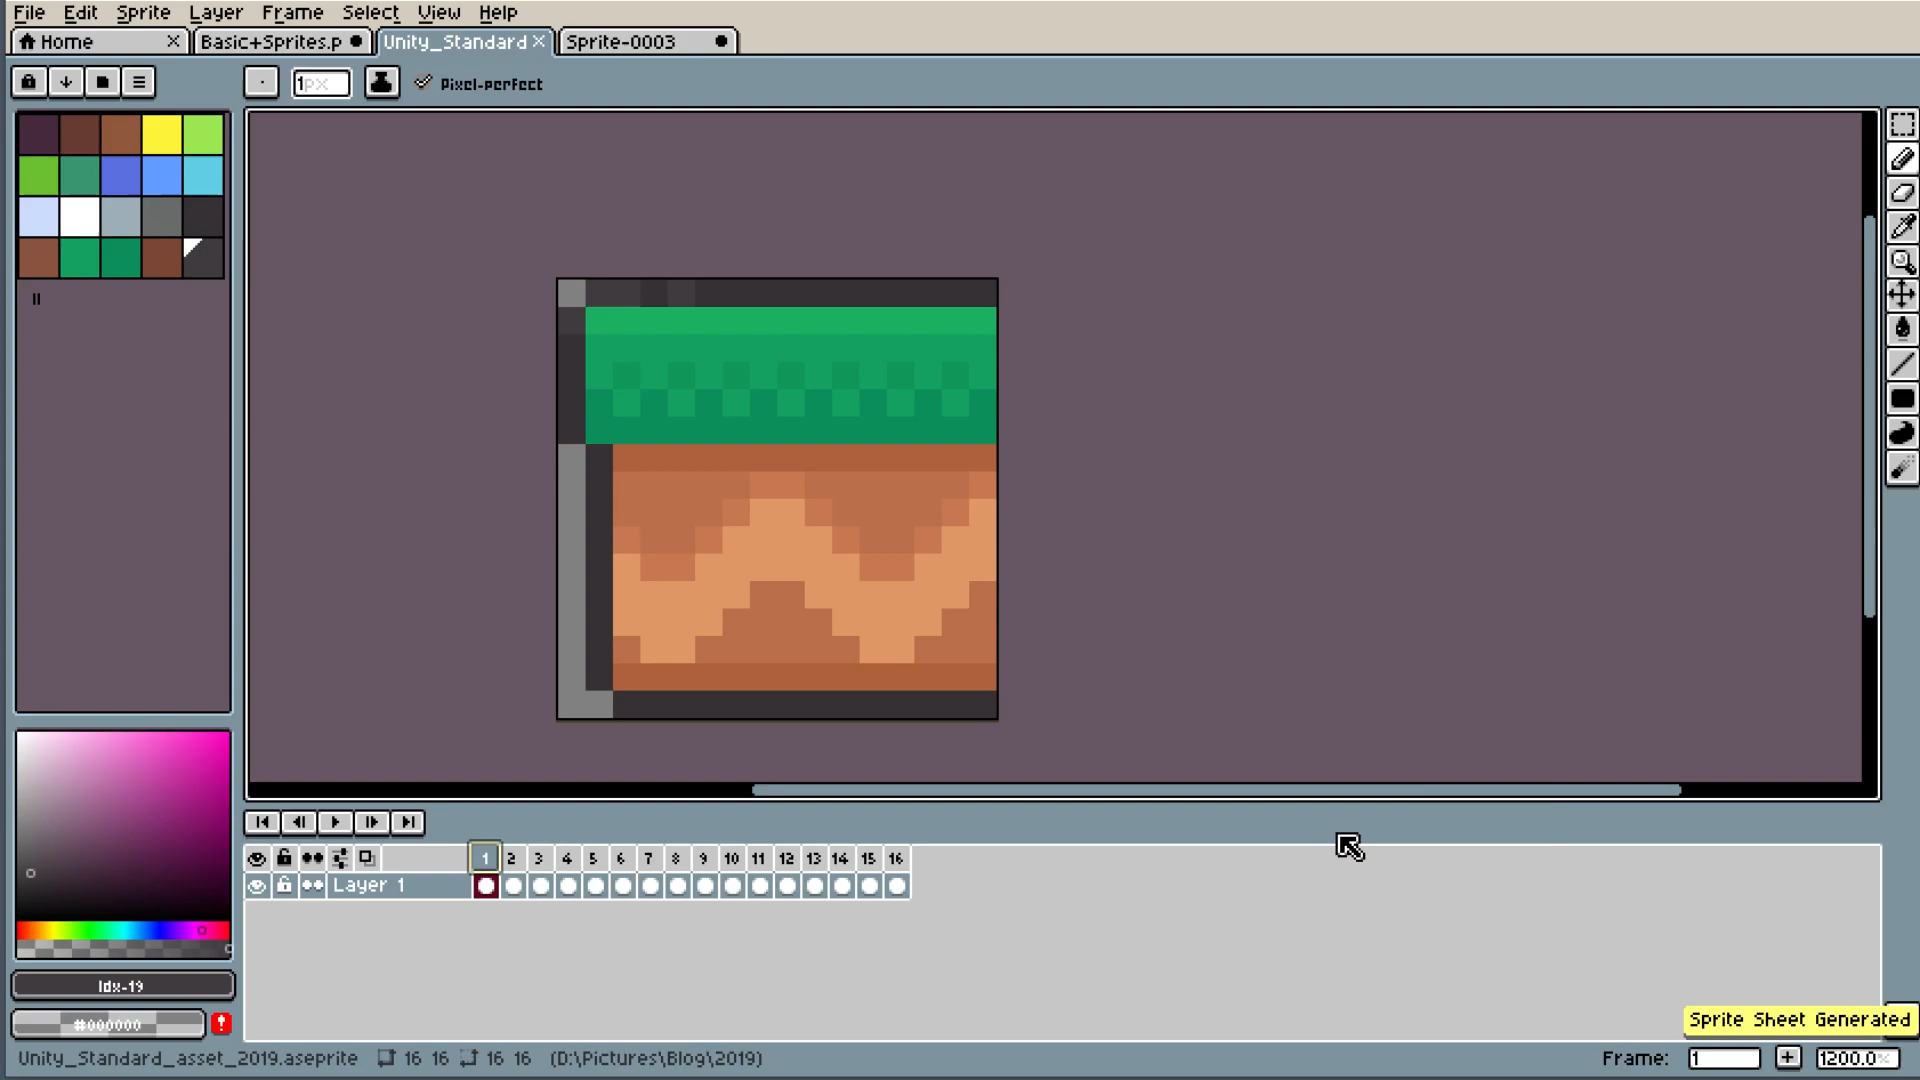 File Edit Sprite Layer Frame Select View Help
Home Basic+Sprites.p Unity_Standard Sprite-0003
1px Pixel-perfect
1 2 3 4 5 6 7 8 9 10 11 12 13 14 15 16
Layer 1
Idx-19
#000000
Sprite Sheet Generated
Unity_Standard_asset_2019.aseprite 16 16 16 16 (D:\Pictures\Blog\2019) Frame: 1 1200.0%